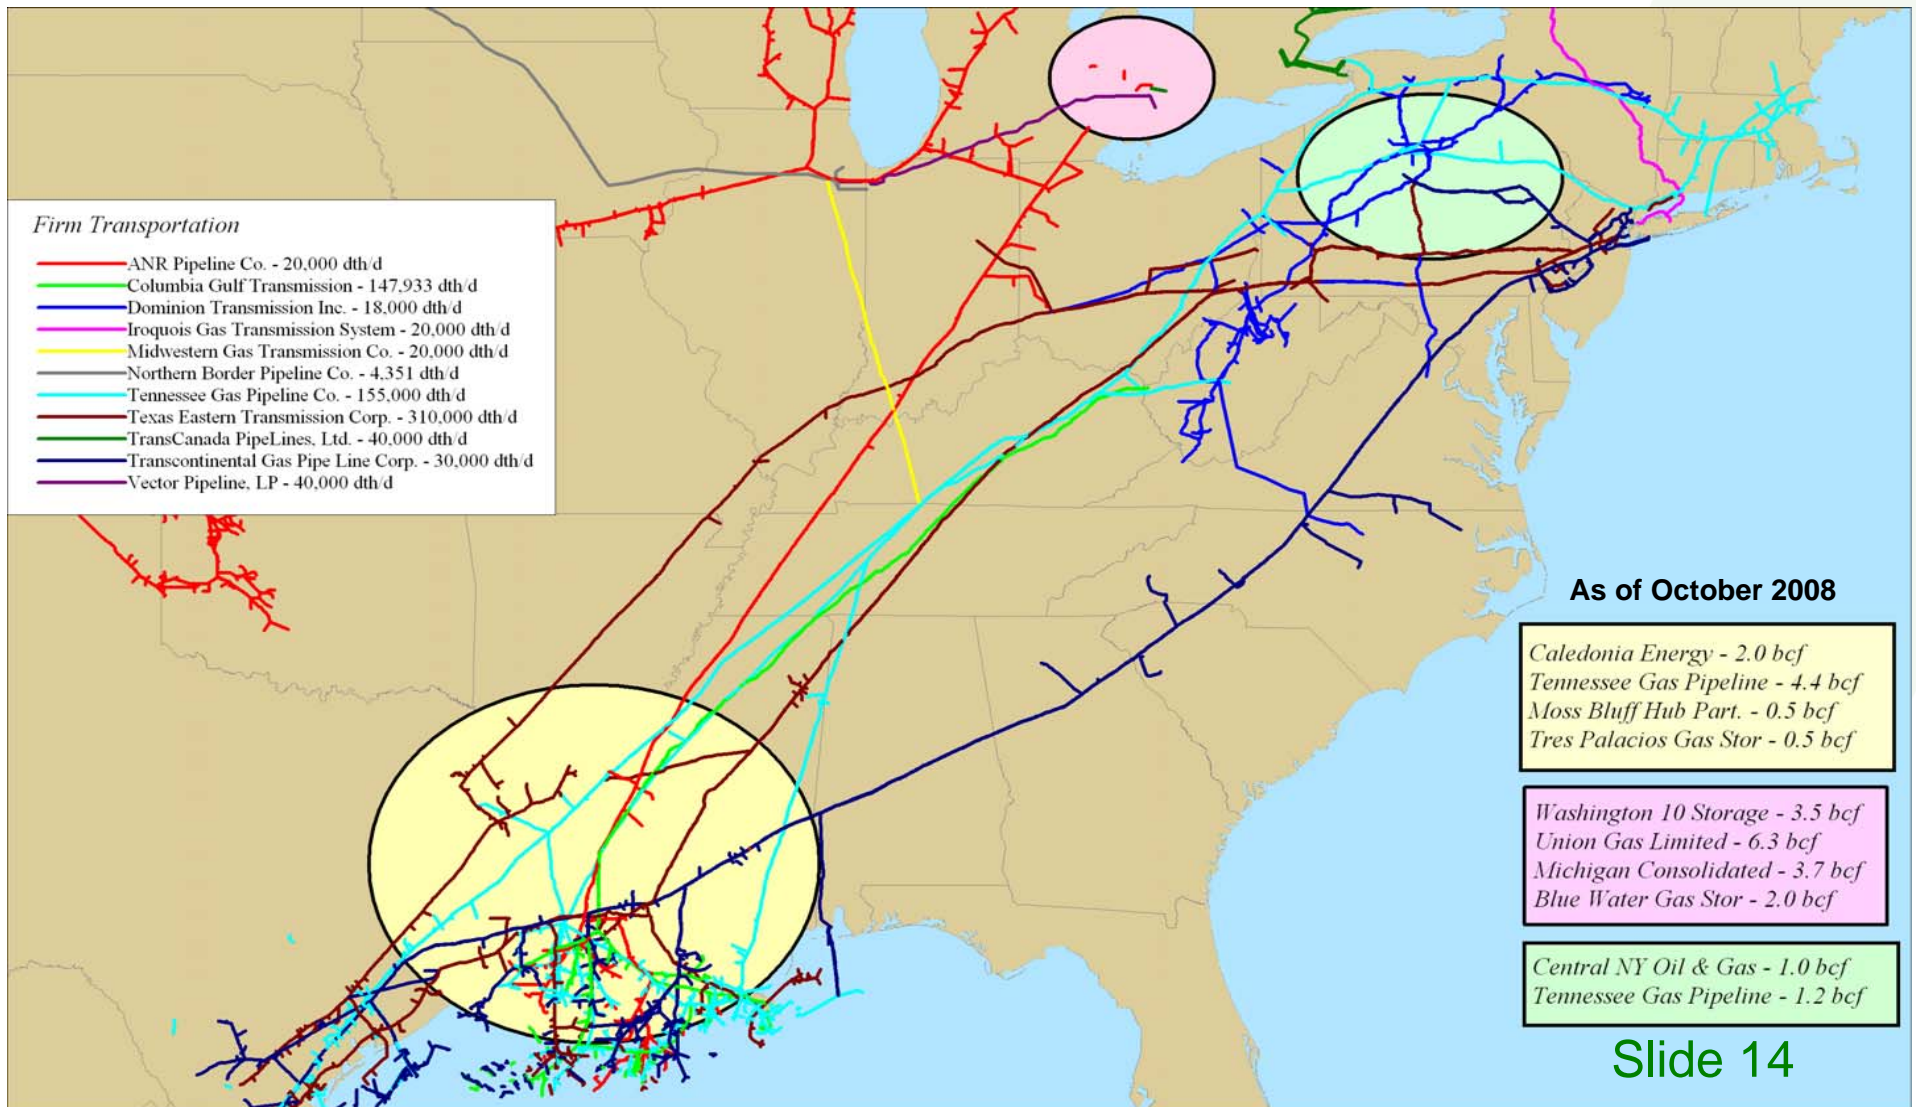 Firm Transportation
ANR Pipeline Co. - 20,000 dth/d
Columbia Gulf Transmission - 147,933 dth/d
Dominion Transmission Inc. - 18,000 dth/d
Iroquois Gas Transmission System - 20,000 dth/d
Midwestern Gas Transmission Co. - 20,000 dth/d
Northern Border Pipeline Co. - 4,351 dth/d
Tennessee Gas Pipeline Co. - 155,000 dth/d
Texas Eastern Transmission Corp. - 310,000 dth/d
TransCanada PipeLines, Ltd. - 40,000 dth/d
Transcontinental Gas Pipe Line Corp. - 30,000 dth/d
Vector Pipeline, LP - 40,000 dth/d
As of October 2008
Caledonia Energy - 2.0 bcf
Tennessee Gas Pipeline - 4.4 bcf
Moss Bluff Hub Part. - 0.5 bcf
Tres Palacios Gas Stor - 0.5 bcf
Washington 10 Storage - 3.5 bcf
Union Gas Limited - 6.3 bcf
Michigan Consolidated - 3.7 bcf
Blue Water Gas Stor - 2.0 bcf
Central NY Oil & Gas - 1.0 bcf
Tennessee Gas Pipeline - 1.2 bcf
Slide 14